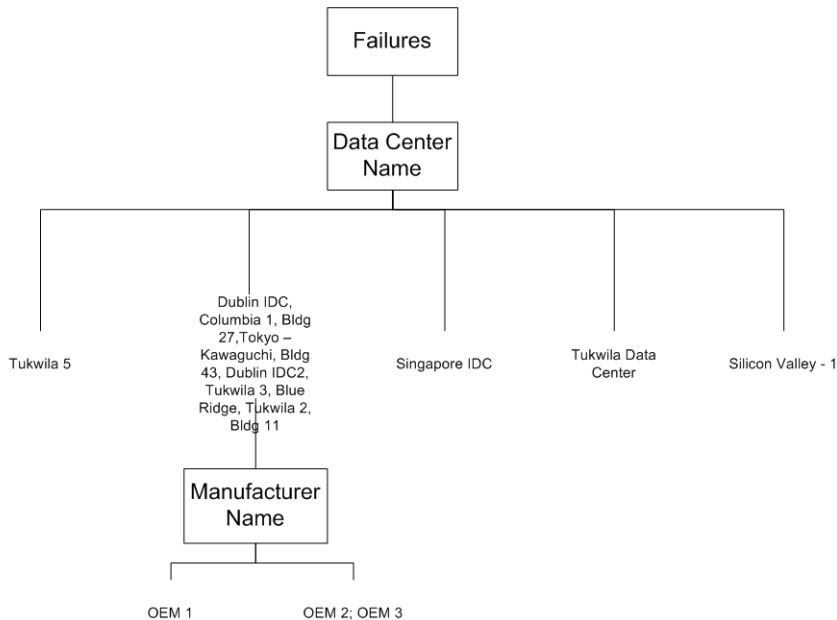 Failures
Data Center
Name
Tukwila 5
Dublin IDC,
Columbia 1, Bldg
27,Tokyo –
Kawaguchi, Bldg
43, Dublin IDC2,
Tukwila 3, Blue
Ridge, Tukwila 2,
Bldg 11
Singapore IDC
Tukwila Data
Center
Silicon Valley - 1
Manufacturer
Name
OEM 1
OEM 2; OEM 3